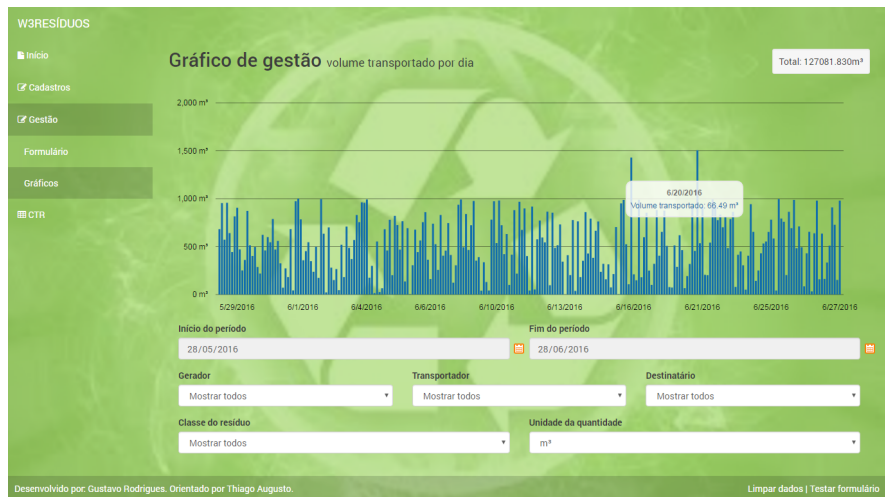 W3RESÍDUOS
Início
Cadastros
Gestão
Formulário
Gráficos
CTR
Gráfico de gestão volume transportado por dia
Total: 127081.830m³
2,000 m³
1,500 m³
1,000 m³
500 m³
0 m³
6/20/2016
Volume transportado: 66.49 m³
5/29/2016 6/1/2016 6/4/2016 6/6/2016 6/10/2016 6/13/2016 6/16/2016 6/21/2016 6/25/2016 6/27/2016
Início do período Fim do período
28/05/2016 28/06/2016
Gerador Transportador Destinatário
Mostrar todos Mostrar todos Mostrar todos
Classe do resíduo Unidade da quantidade
Mostrar todos m³
Desenvolvido por: Gustavo Rodrigues. Orientado por Thiago Augusto. Limpar dados | Testar formulário